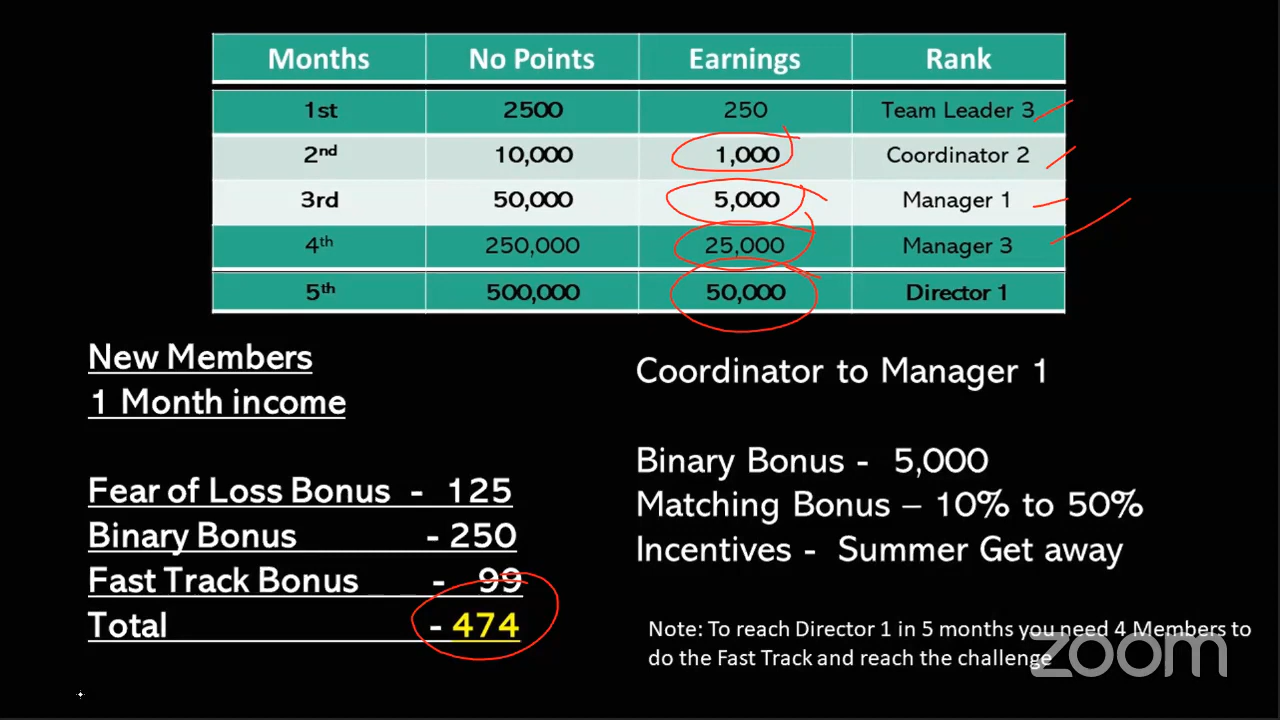 Months No Points Earnings Rank
1st 2500 250 Team Leader 3
2nd 10,000 1,000 Coordinator 2
3rd 50,000 5,000 Manager 1
4th 250,000 25,000 Manager 3
5th 500,000 50,000 Director 1
New Members
1 Month income
Fear of Loss Bonus - 125
Binary Bonus - 250
Fast Track Bonus - 99
Total - 474
Coordinator to Manager 1
Binary Bonus - 5,000
Matching Bonus – 10% to 50%
Incentives - Summer Get away
Note: To reach Director 1 in 5 months you need 4 Members to
do the Fast Track and reach the challenge
zoom